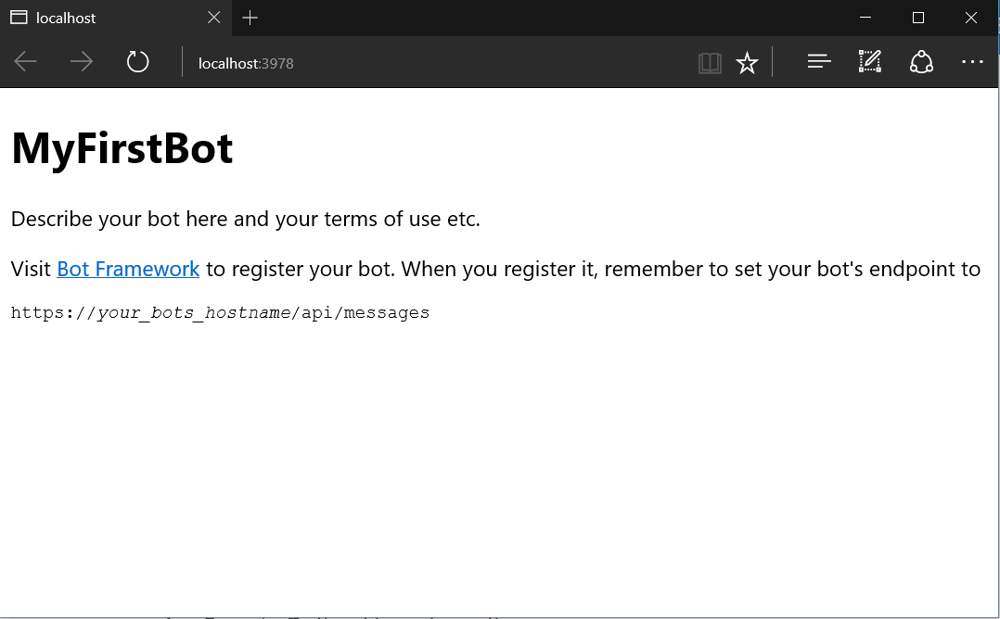 localhost
localhost:3978
MyFirstBot
Describe your bot here and your terms of use etc.
Visit Bot Framework to register your bot. When you register it, remember to set your bot's endpoint to
https://your_bots_hostname/api/messages